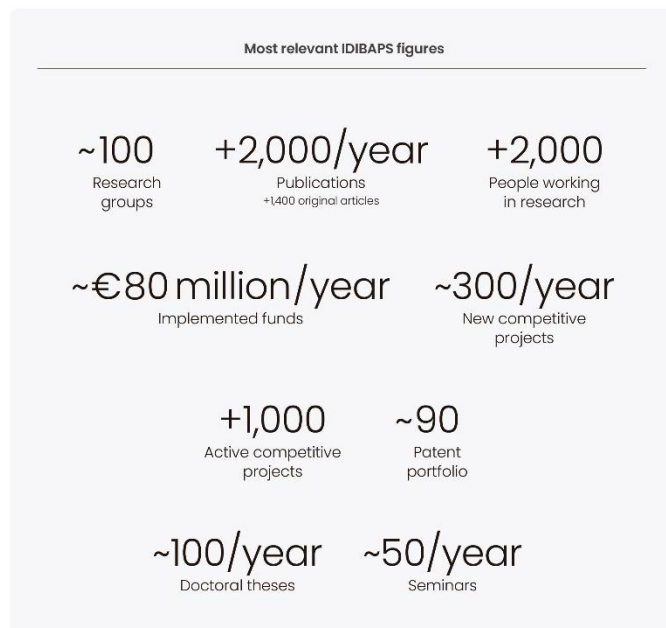 Most relevant IDIBAPS figures
~100
Research
groups
+2,000/year
Publications
+1,400 original articles
+2,000
People working
in research
~€80 million/year
Implemented funds
~300/year
New competitive
projects
+1,000
Active competitive
projects
~90
Patent
portfolio
~100/year
Doctoral theses
~50/year
Seminars